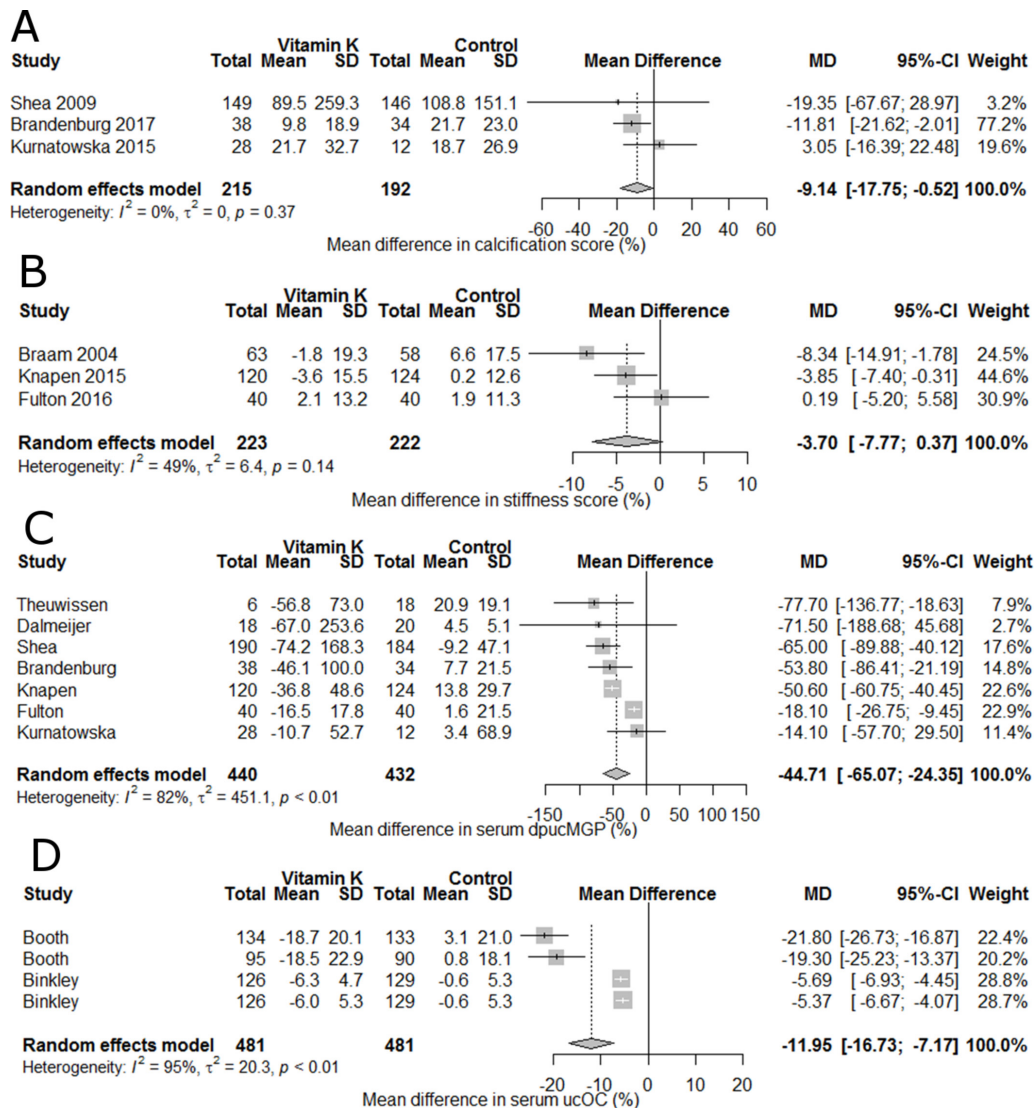 A
Vitamin K Control
Study Total Mean SD Total Mean SD Mean Difference MD 95%-CI Weight
Shea 2009 149 89.5 259.3 146 108.8 151.1 -19.35 [-67.67; 28.97] 3.2%
Brandenburg 2017 38 9.8 18.9 34 21.7 23.0 -11.81 [-21.62; -2.01] 77.2%
Kurnatowska 2015 28 21.7 32.7 12 18.7 26.9 3.05 [-16.39; 22.48] 19.6%
Random effects model 215 192 -9.14 [-17.75; -0.52] 100.0%
Heterogeneity: I² = 0%, τ² = 0, p = 0.37
-60 -40 -20 0 20 40 60
Mean difference in calcification score (%)
B
Vitamin K Control
Study Total Mean SD Total Mean SD Mean Difference MD 95%-CI Weight
Braam 2004 63 -1.8 19.3 58 6.6 17.5 -8.34 [-14.91; -1.78] 24.5%
Knapen 2015 120 -3.6 15.5 124 0.2 12.6 -3.85 [-7.40; -0.31] 44.6%
Fulton 2016 40 2.1 13.2 40 1.9 11.3 0.19 [-5.20; 5.58] 30.9%
Random effects model 223 222 -3.70 [-7.77; 0.37] 100.0%
Heterogeneity: I² = 49%, τ² = 6.4, p = 0.14
-10 -5 0 5 10
Mean difference in stiffness score (%)
C
Vitamin K Control
Study Total Mean SD Total Mean SD Mean Difference MD 95%-CI Weight
Theuwissen 6 -56.8 73.0 18 20.9 19.1 -77.70 [-136.77; -18.63] 7.9%
Dalmeijer 18 -67.0 253.6 20 4.5 5.1 -71.50 [-188.68; 45.68] 2.7%
Shea 190 -74.2 168.3 184 -9.2 47.1 -65.00 [-89.88; -40.12] 17.6%
Brandenburg 38 -46.1 100.0 34 7.7 21.5 -53.80 [-86.41; -21.19] 14.8%
Knapen 120 -36.8 48.6 124 13.8 29.7 -50.60 [-60.75; -40.45] 22.6%
Fulton 40 -16.5 17.8 40 1.6 21.5 -18.10 [-26.75; -9.45] 22.9%
Kurnatowska 28 -10.7 52.7 12 3.4 68.9 -14.10 [-57.70; 29.50] 11.4%
Random effects model 440 432 -44.71 [-65.07; -24.35] 100.0%
Heterogeneity: I² = 82%, τ² = 451.1, p < 0.01
-150 -50 0 50 100 150
Mean difference in serum dpucMGP (%)
D
Vitamin K Control
Study Total Mean SD Total Mean SD Mean Difference MD 95%-CI Weight
Booth 134 -18.7 20.1 133 3.1 21.0 -21.80 [-26.73; -16.87] 22.4%
Booth 95 -18.5 22.9 90 0.8 18.1 -19.30 [-25.23; -13.37] 20.2%
Binkley 126 -6.3 4.7 129 -0.6 5.3 -5.69 [-6.93; -4.45] 28.8%
Binkley 126 -6.0 5.3 129 -0.6 5.3 -5.37 [-6.67; -4.07] 28.7%
Random effects model 481 481 -11.95 [-16.73; -7.17] 100.0%
Heterogeneity: I² = 95%, τ² = 20.3, p < 0.01
-20 -10 0 10 20
Mean difference in serum ucOC (%)